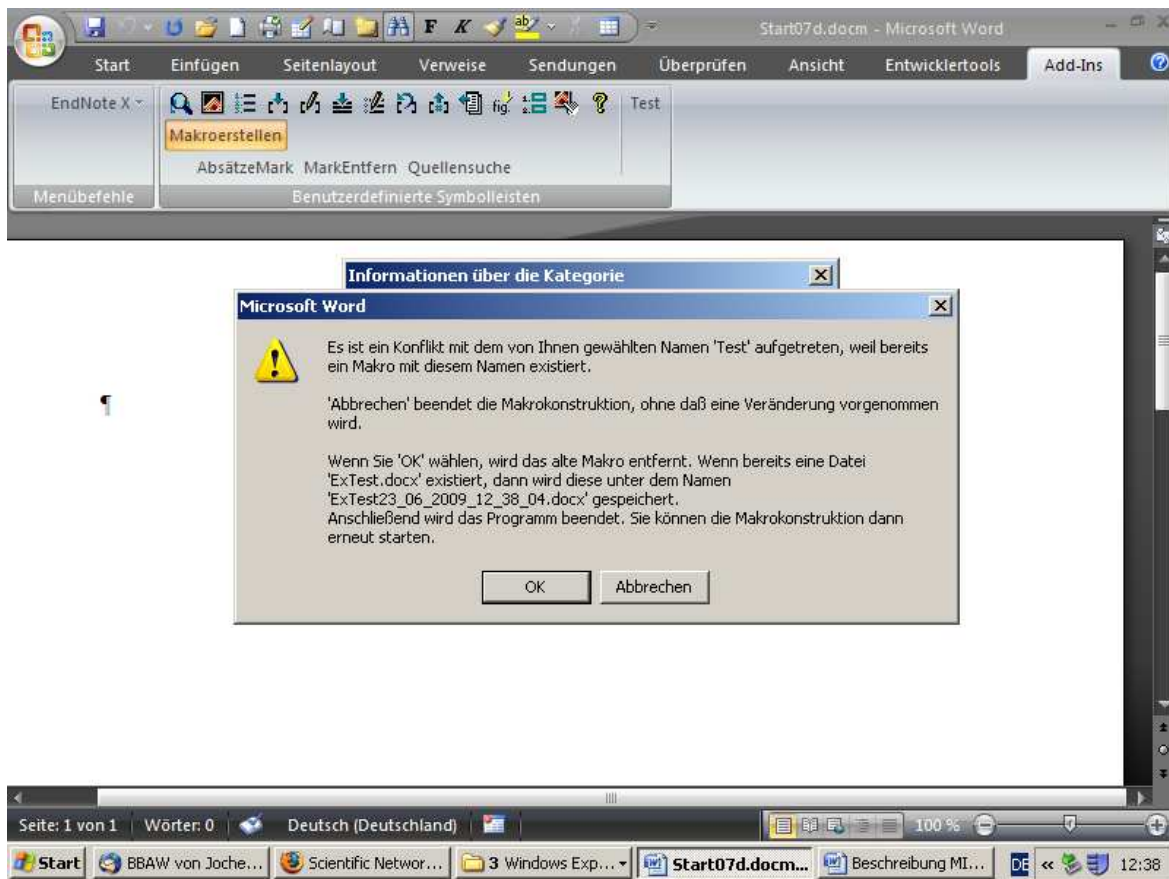 Start07d.docm - Microsoft Word
Start Einfügen Seitenlayout Verweise Sendungen Überprüfen Ansicht Entwicklertools Add-Ins
EndNote X
Test
Makroerstellen
AbsätzeMark MarkEntfern Quellensuche
Menübefehle
Benutzerdefinierte Symbolleisten
Informationen über die Kategorie
Microsoft Word
Es ist ein Konflikt mit dem von Ihnen gewählten Namen 'Test' aufgetreten, weil bereits
ein Makro mit diesem Namen existiert.
'Abbrechen' beendet die Makrokonstruktion, ohne daß eine Veränderung vorgenommen
wird.
Wenn Sie 'OK' wählen, wird das alte Makro entfernt. Wenn bereits eine Datei
'ExTest.docx' existiert, dann wird diese unter dem Namen
'ExTest23_06_2009_12_38_04.docx' gespeichert.
Anschließend wird das Programm beendet. Sie können die Makrokonstruktion dann
erneut starten.
OK Abbrechen
¶
Seite: 1 von 1 Wörter: 0 Deutsch (Deutschland) 100 %
Start BBAW von Joche... Scientific Networ... 3 Windows Exp... Start07d.docm... Beschreibung MI... DE « 12:38